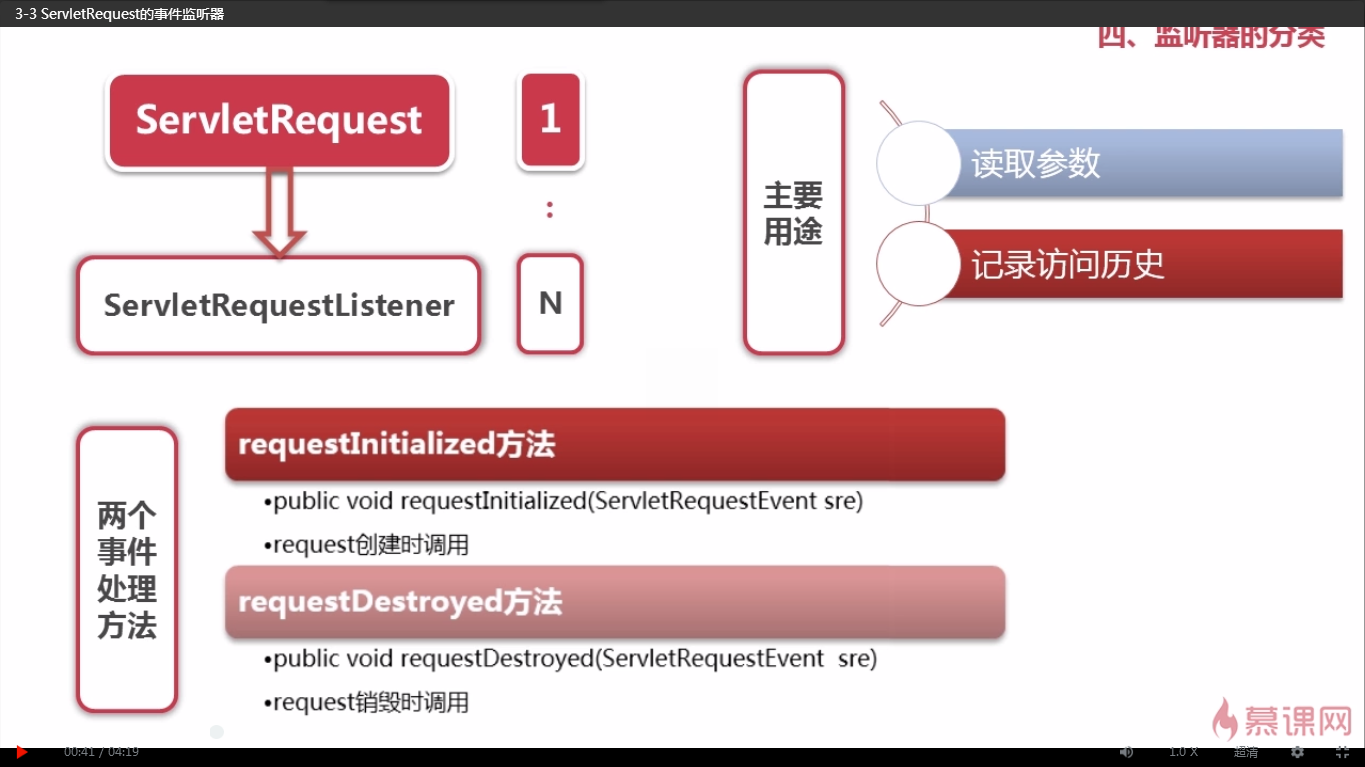 3-3 ServletRequest的事件监听器
四、监听器的分类
ServletRequest
1
:
ServletRequestListener
N
主要
用途
读取参数
记录访问历史
两个
事件
处理
方法
requestInitialized方法
•public void requestInitialized(ServletRequestEvent sre)
•request创建时调用
requestDestroyed方法
•public void requestDestroyed(ServletRequestEvent  sre)
•request销毁时调用
慕课网
00:41 / 04:19
1.0 X
超清